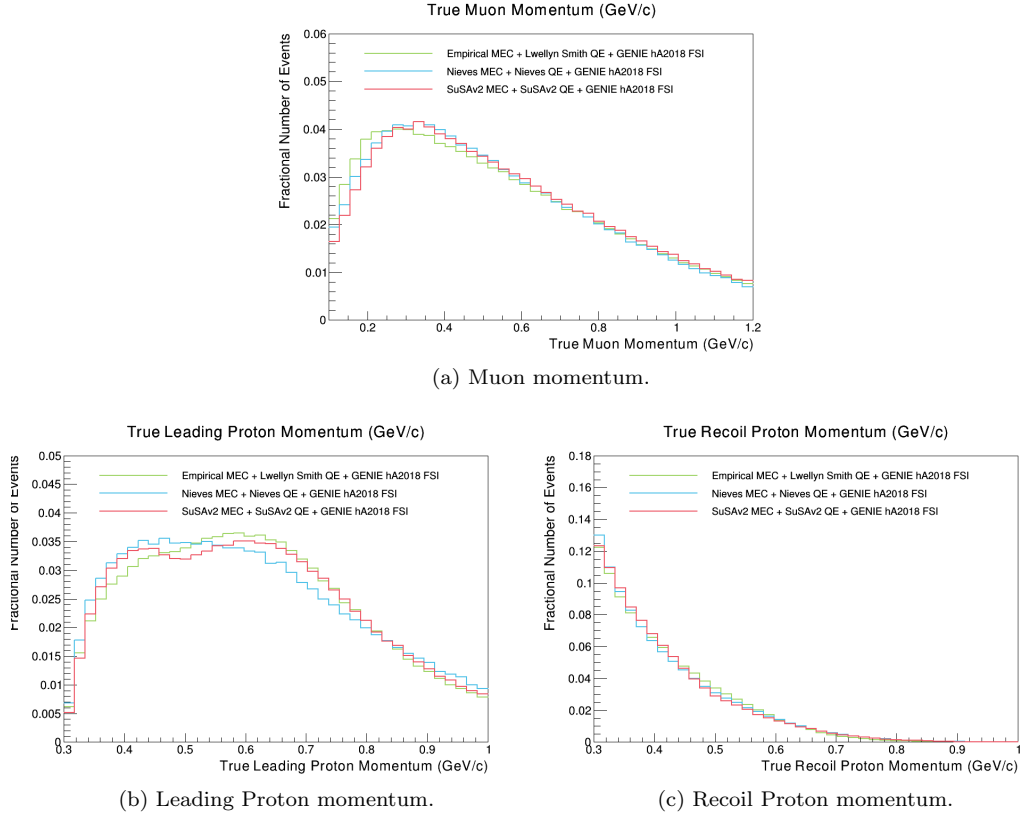 True Muon Momentum (GeV/c)
Fractional Number of Events
0.06
0.05
0.04
0.03
0.02
0.01
0
Empirical MEC + Lwellyn Smith QE + GENIE hA2018 FSI
Nieves MEC + Nieves QE + GENIE hA2018 FSI
SuSAv2 MEC + SuSAv2 QE + GENIE hA2018 FSI
0.2 0.4 0.6 0.8 1 1.2
True Muon Momentum (GeV/c)
(a) Muon momentum.
True Leading Proton Momentum (GeV/c)
Fractional Number of Events
0.05
0.045
0.04
0.035
0.03
0.025
0.02
0.015
0.01
0.005
0
Empirical MEC + Lwellyn Smith QE + GENIE hA2018 FSI
Nieves MEC + Nieves QE + GENIE hA2018 FSI
SuSAv2 MEC + SuSAv2 QE + GENIE hA2018 FSI
0.3 0.4 0.5 0.6 0.7 0.8 0.9 1
True Leading Proton Momentum (GeV/c)
(b) Leading Proton momentum.
True Recoil Proton Momentum (GeV/c)
Fractional Number of Events
0.18
0.16
0.14
0.12
0.1
0.08
0.06
0.04
0.02
0
Empirical MEC + Lwellyn Smith QE + GENIE hA2018 FSI
Nieves MEC + Nieves QE + GENIE hA2018 FSI
SuSAv2 MEC + SuSAv2 QE + GENIE hA2018 FSI
0.3 0.4 0.5 0.6 0.7 0.8 0.9 1
True Recoil Proton Momentum (GeV/c)
(c) Recoil Proton momentum.